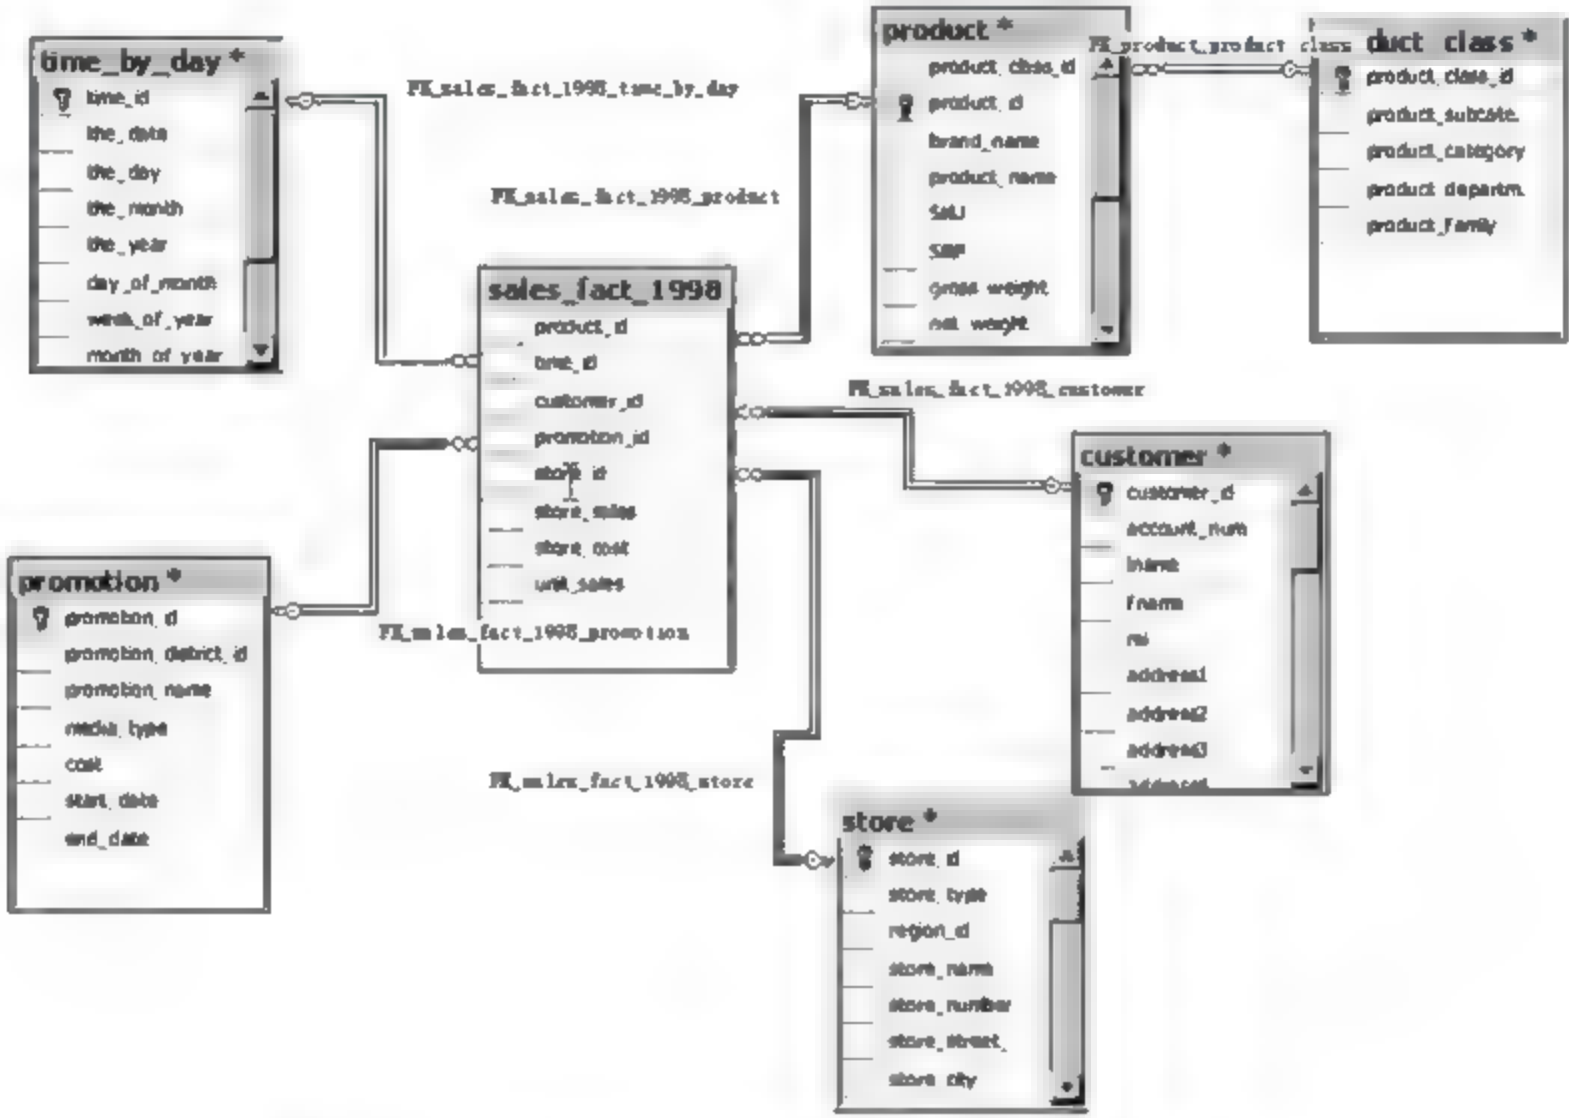 time_by_day *
time_id
the_date
the_day
the_month
the_year
day_of_month
week_of_year
month_of_year
FK_sales_fact_1998_time_by_day
FK_sales_fact_1998_product
product *
product_class_id
product_id
brand_name
product_name
SKU
SRP
gross_weight
net_weight
FK_product_product_class
duct_class *
product_class_id
product_subcate.
product_category
product_departm.
product_family
sales_fact_1998
product_id
time_id
customer_id
promotion_id
store_id
store_sales
store_cost
unit_sales
FK_sales_fact_1998_customer
customer *
customer_id
account_num
lname
fname
mi
address1
address2
address3
address4
promotion *
promotion_id
promotion_district_id
promotion_name
media_type
cost
start_date
end_date
FK_sales_fact_1998_promotion
FK_sales_fact_1998_store
store *
store_id
store_type
region_id
store_name
store_number
store_street_
store_city